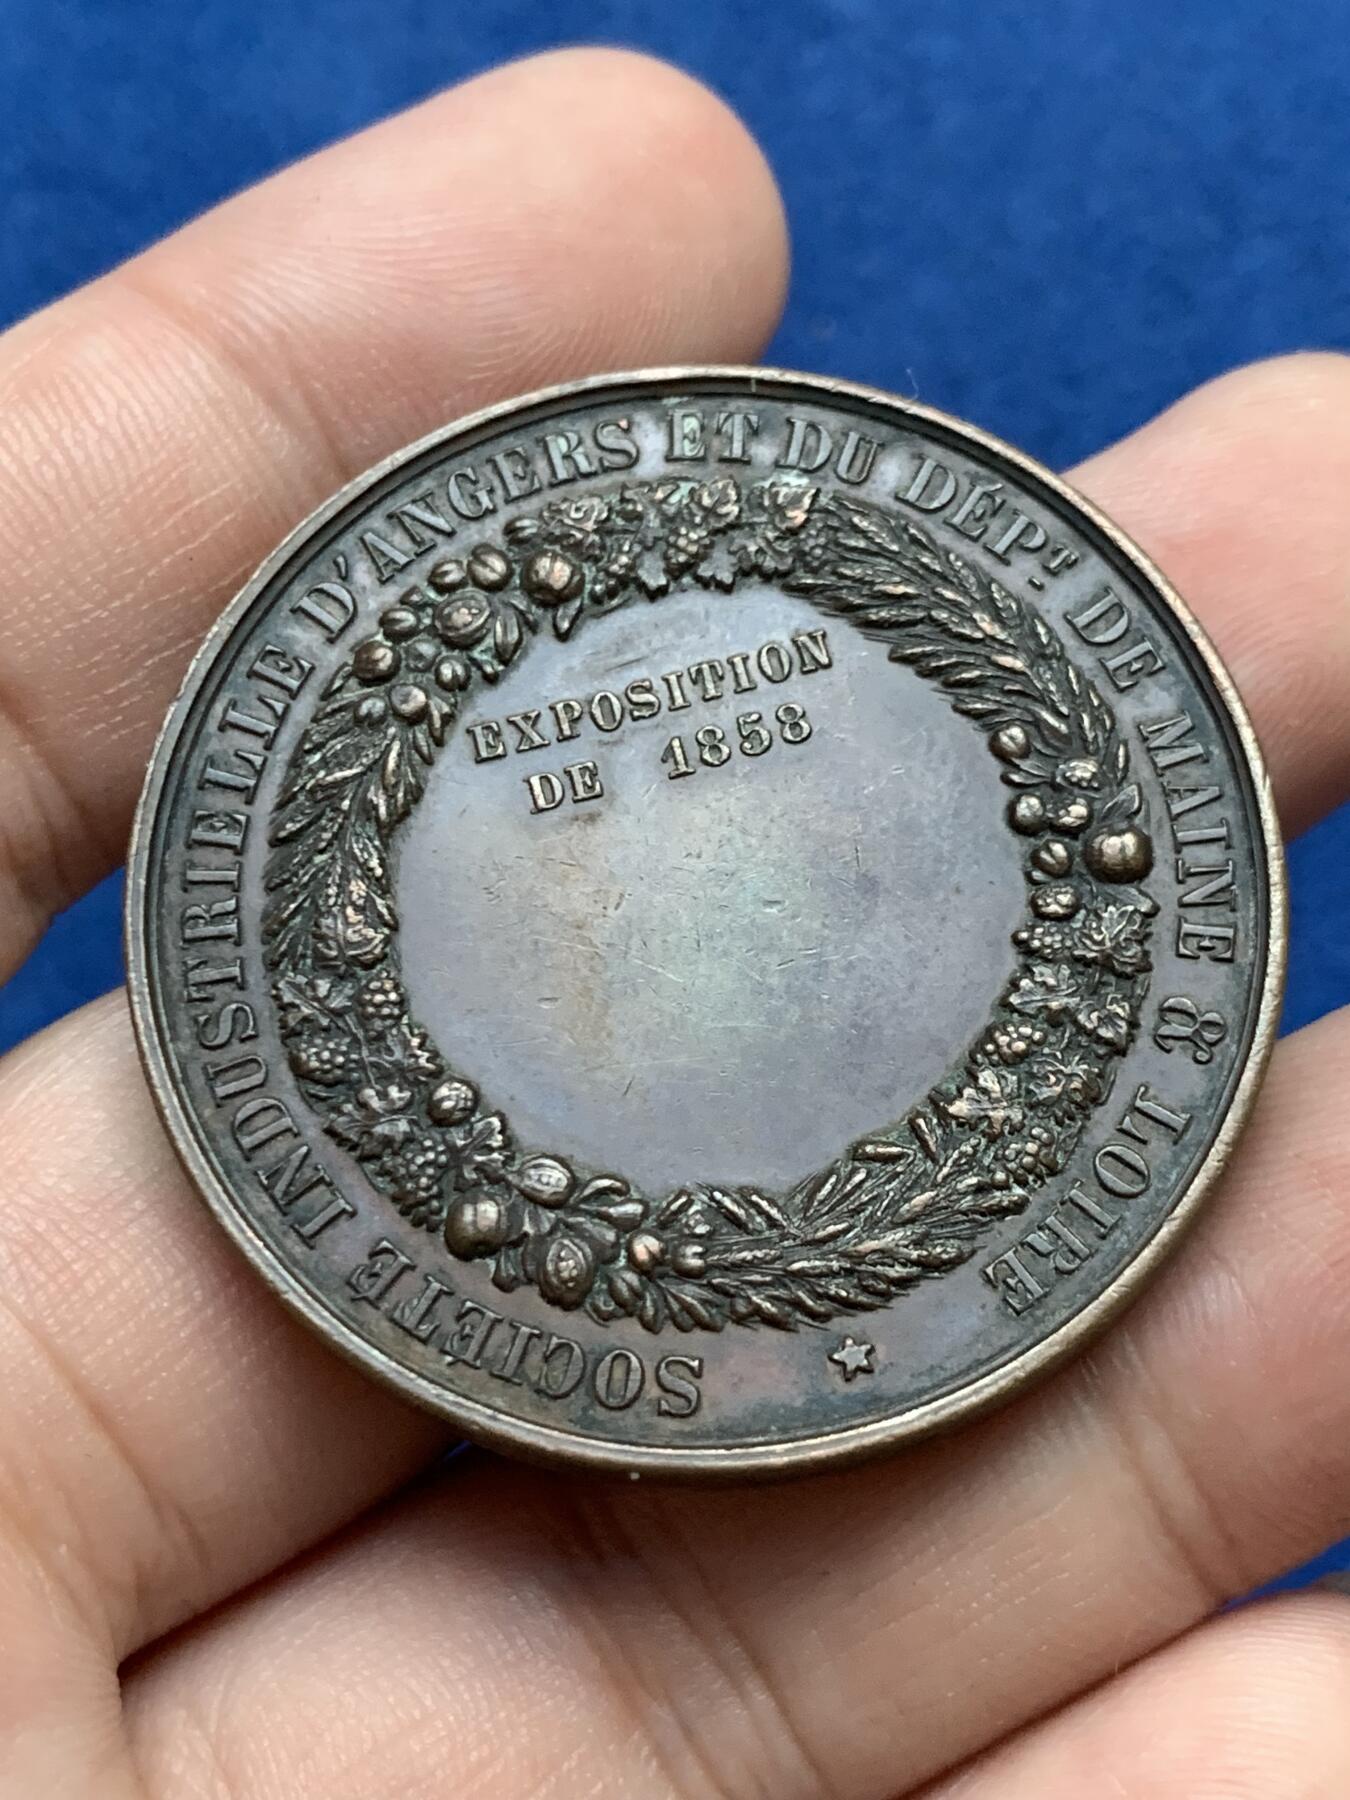 SOCIÉTÉ INDUSTRIELLE D'ANGERS ET DU DÉPT DE MAINE & LOIRE
EXPOSITION
DE 1858